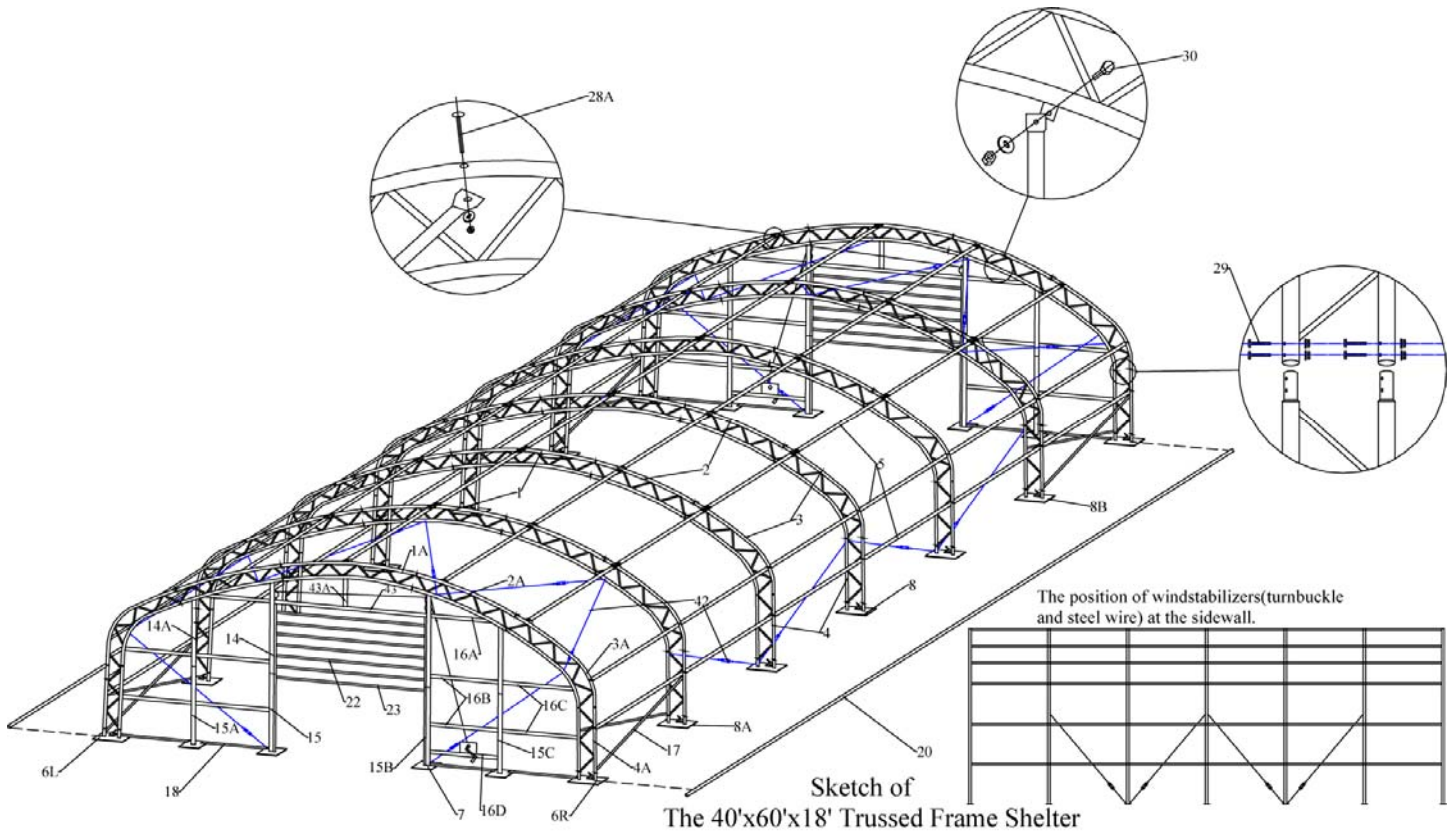 28A
30
29
1
2
3
5
8B
1A
2A
43A
43
42
14A
14
16A
3A
4
8
The position of windstabilizers(turnbuckle
and steel wire) at the sidewall.
22
23
16B
16C
15A
15
15B
15C
8A
17
20
4A
6L
18
7
16D
6R
Sketch of
The 40'x60'x18' Trussed Frame Shelter